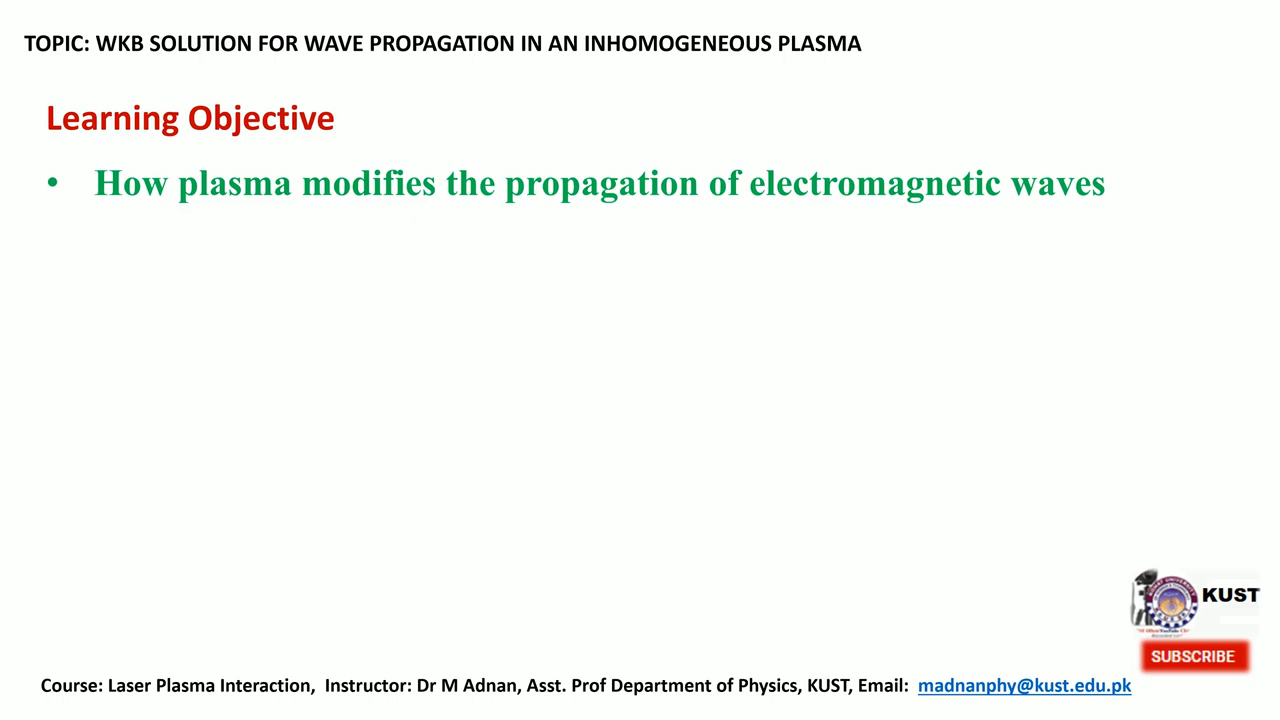 TOPIC: WKB SOLUTION FOR WAVE PROPAGATION IN AN INHOMOGENEOUS PLASMA
Learning Objective
• How plasma modifies the propagation of electromagnetic waves
KUST
SUBSCRIBE
Course: Laser Plasma Interaction, Instructor: Dr M Adnan, Asst. Prof Department of Physics, KUST, Email: madnanphy@kust.edu.pk